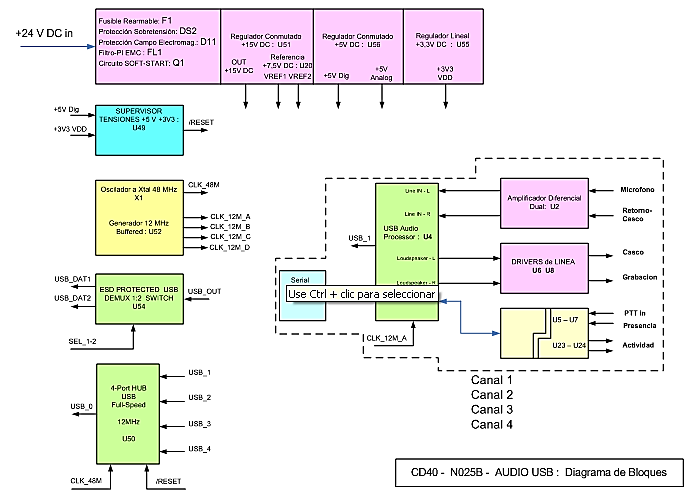 +24 V DC in
Fusible Rearmable: F1
Protección Sobretensión: DS2
Protección Campo Electromag.: D11
Filtro-PI EMC : FL1
Circuito SOFT-START: Q1
Regulador Conmutado
+15V DC : U51
OUT
+15V DC
Referencia
+7,5V DC : U20
VREF1 VREF2
Regulador Conmutado
+5V DC : U56
+5V Dig
+5V
Analog
Regulador Lineal
+3,3V DC : U55
+3V3
VDD
+5V Dig
+3V3 VDD
SUPERVISOR
TENSIONES +5 V +3V3 :
U49
/RESET
Oscilador a Xtal 48 MHz
X1
Generador 12 MHz
Buffered : U52
CLK_48M
CLK_12M_A
CLK_12M_B
CLK_12M_C
CLK_12M_D
USB_DAT1
USB_DAT2
ESD PROTECTED USB
DEMUX 1:2 SWITCH
U54
USB_OUT
SEL_1-2
4-Port HUB
USB
Full-Speed
12MHz
U50
USB_0
USB_1
USB_2
USB_3
USB_4
CLK_48M
/RESET
USB_1
Line IN - L
Line IN - R
USB Audio
Processor : U4
Loudspeaker - L
Loudspeaker - R
Serial
Use Ctrl + clic para seleccionar
CLK_12M_A
Amplificador Diferencial
Dual: U2
Microfono
Retorno-
Casco
DRIVERS de LINEA
U6 U8
Casco
Grabacion
U5 – U7
U23 – U24
PTT In
Presencia
Actividad
Canal 1
Canal 2
Canal 3
Canal 4
CD40 - N025B - AUDIO USB : Diagrama de Bloques